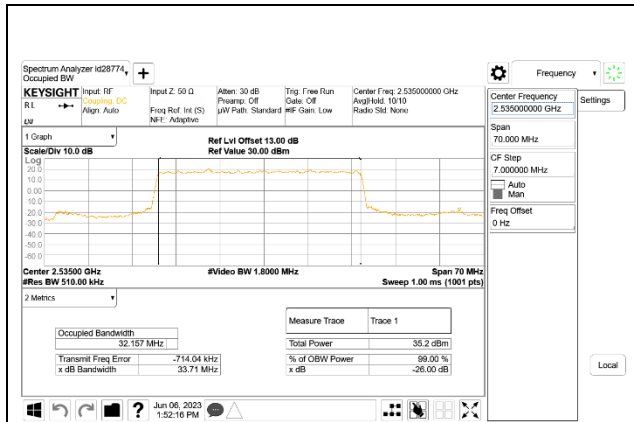 Spectrum Analyzer Id28774,
Occupied BW
Frequency
KEYSIGHT
Input: RF
Coupling: DC
Align: Auto
Input Z: 50 Ω
Freq Ref: Int (S)
NFE: Adaptive
Atten: 30 dB
Preamp: Off
µW Path: Standard
Trig: Free Run
Gate: Off
#IF Gain: Low
Center Freq: 2.535000000 GHz
Avg|Hold: 10/10
Radio Std: None
Center Frequency
2.535000000 GHz
Settings
Span
70.000 MHz
CF Step
7.000000 MHz
Auto
Man
Freq Offset
0 Hz
Local
1 Graph
Scale/Div 10.0 dB
Ref Lvl Offset 13.00 dB
Ref Value 30.00 dBm
Log
20.0
10.0
0.00
-10.0
-20.0
-30.0
-40.0
-50.0
-60.0
Center 2.53500 GHz
#Video BW 1.8000 MHz
Span 70 MHz
#Res BW 510.00 kHz
Sweep 1.00 ms (1001 pts)
2 Metrics
Measure Trace
Trace 1
Occupied Bandwidth
32.157 MHz
Total Power
35.2 dBm
Transmit Freq Error
-714.04 kHz
% of OBW Power
99.00 %
x dB Bandwidth
33.71 MHz
x dB
-26.00 dB
?
Jun 06, 2023
1:52:16 PM